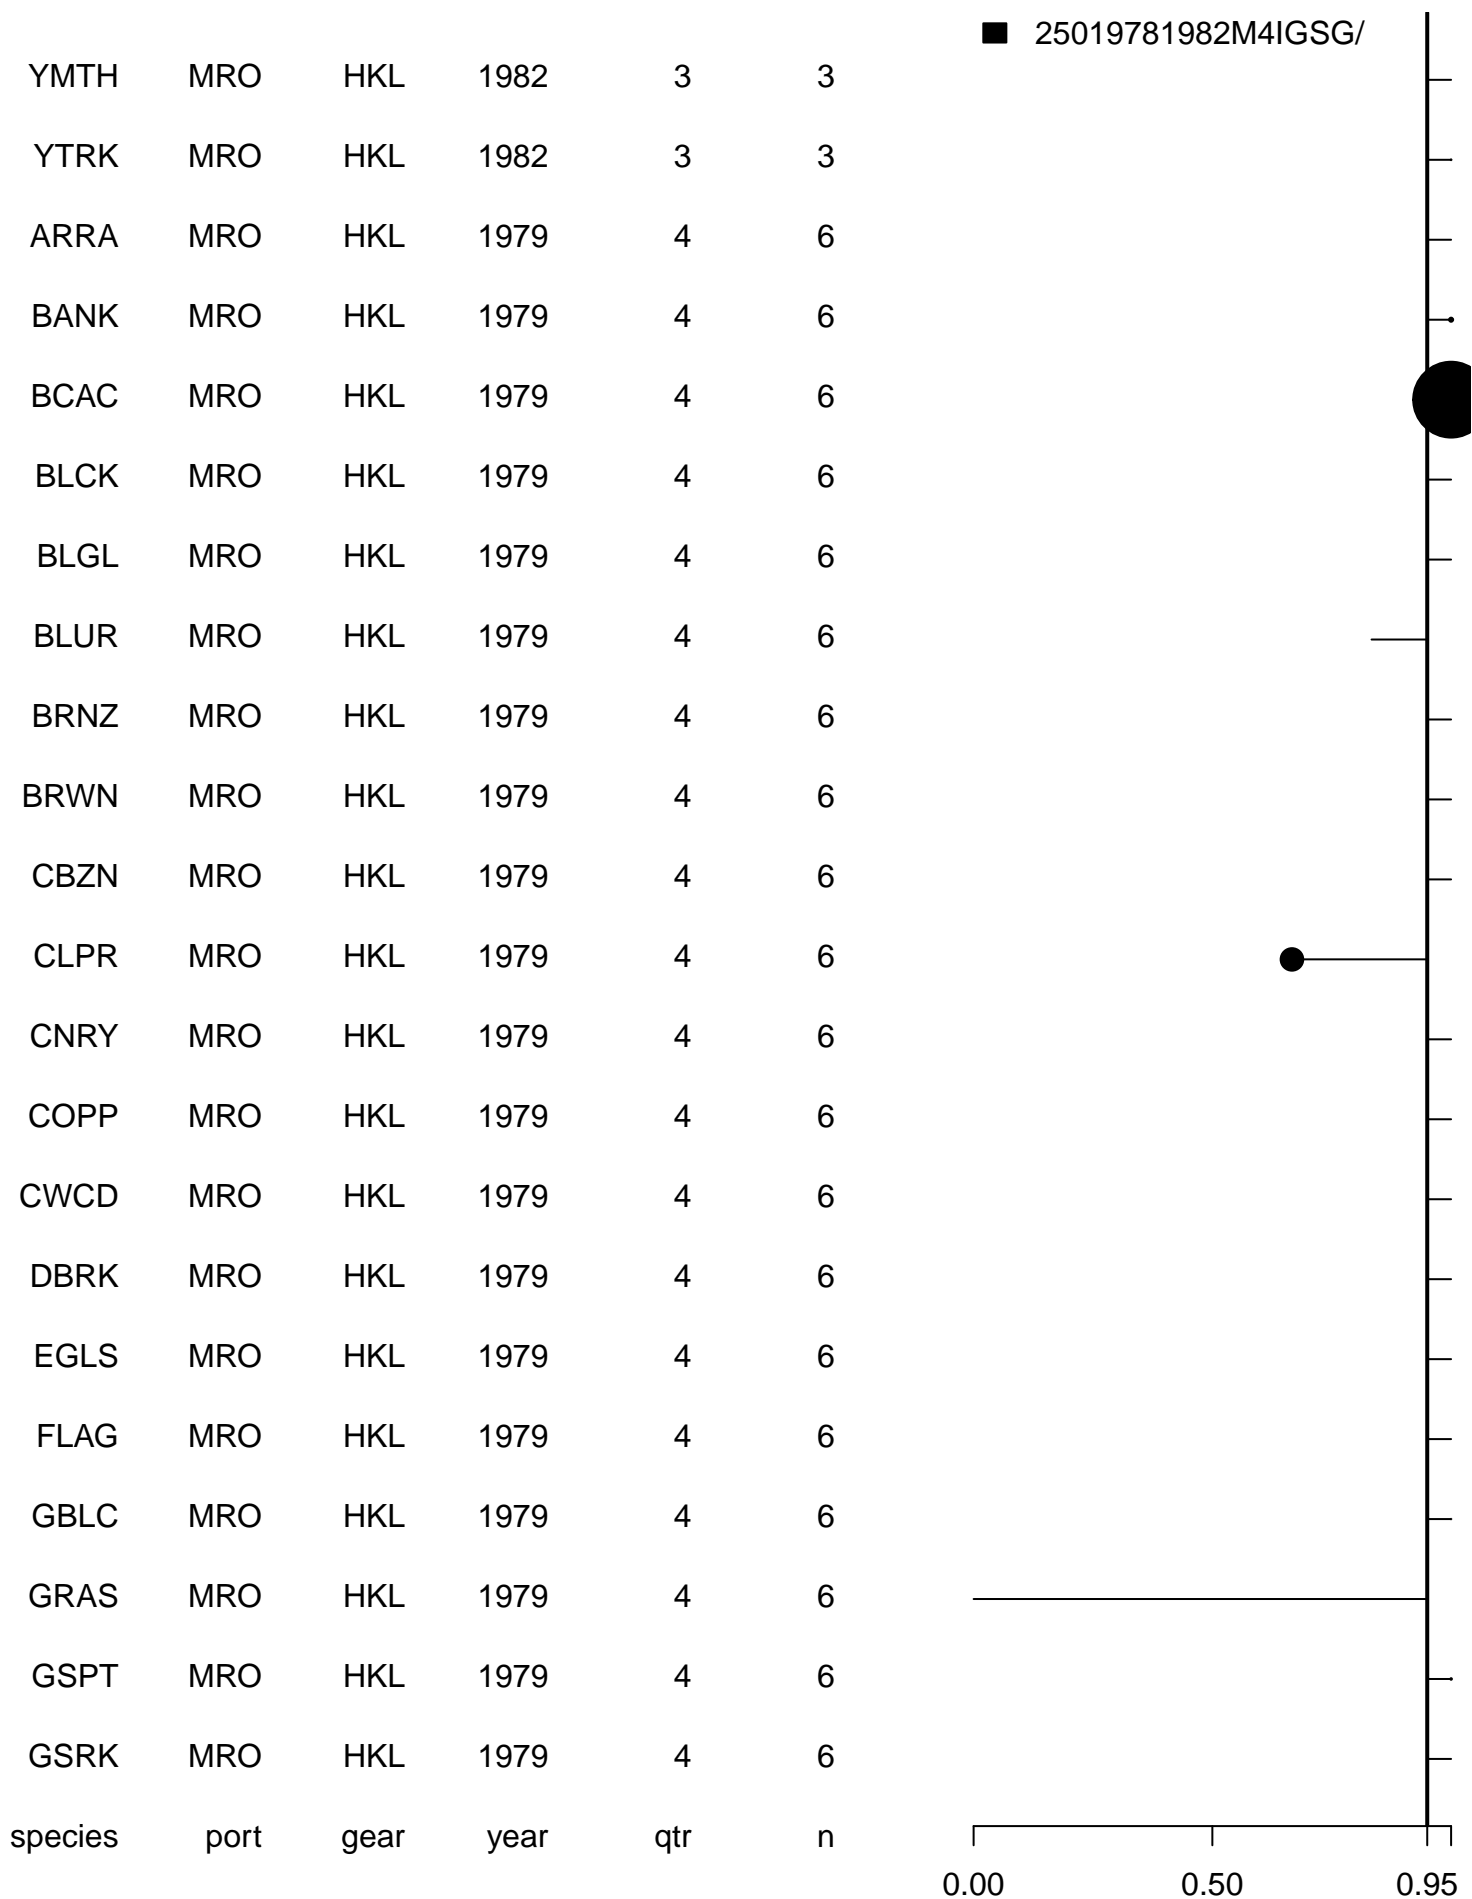 25019781982M4IGSG/
YMTH MRO HKL 1982 3 3
YTRK MRO HKL 1982 3 3
ARRA MRO HKL 1979 4 6
BANK MRO HKL 1979 4 6
BCAC MRO HKL 1979 4 6
BLCK MRO HKL 1979 4 6
BLGL MRO HKL 1979 4 6
BLUR MRO HKL 1979 4 6
BRNZ MRO HKL 1979 4 6
BRWN MRO HKL 1979 4 6
CBZN MRO HKL 1979 4 6
CLPR MRO HKL 1979 4 6
CNRY MRO HKL 1979 4 6
COPP MRO HKL 1979 4 6
CWCD MRO HKL 1979 4 6
DBRK MRO HKL 1979 4 6
EGLS MRO HKL 1979 4 6
FLAG MRO HKL 1979 4 6
GBLC MRO HKL 1979 4 6
GRAS MRO HKL 1979 4 6
GSPT MRO HKL 1979 4 6
GSRK MRO HKL 1979 4 6
species port gear year qtr n
0.00 0.50 0.95